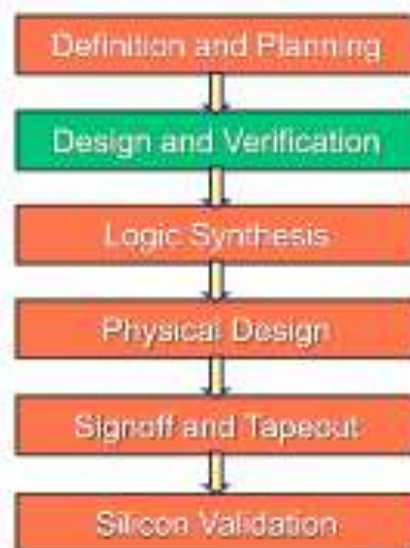 Definition and Planning
Design and Verification
Logic Synthesis
Physical Design
Signoff and Tapeout
Silicon Validation